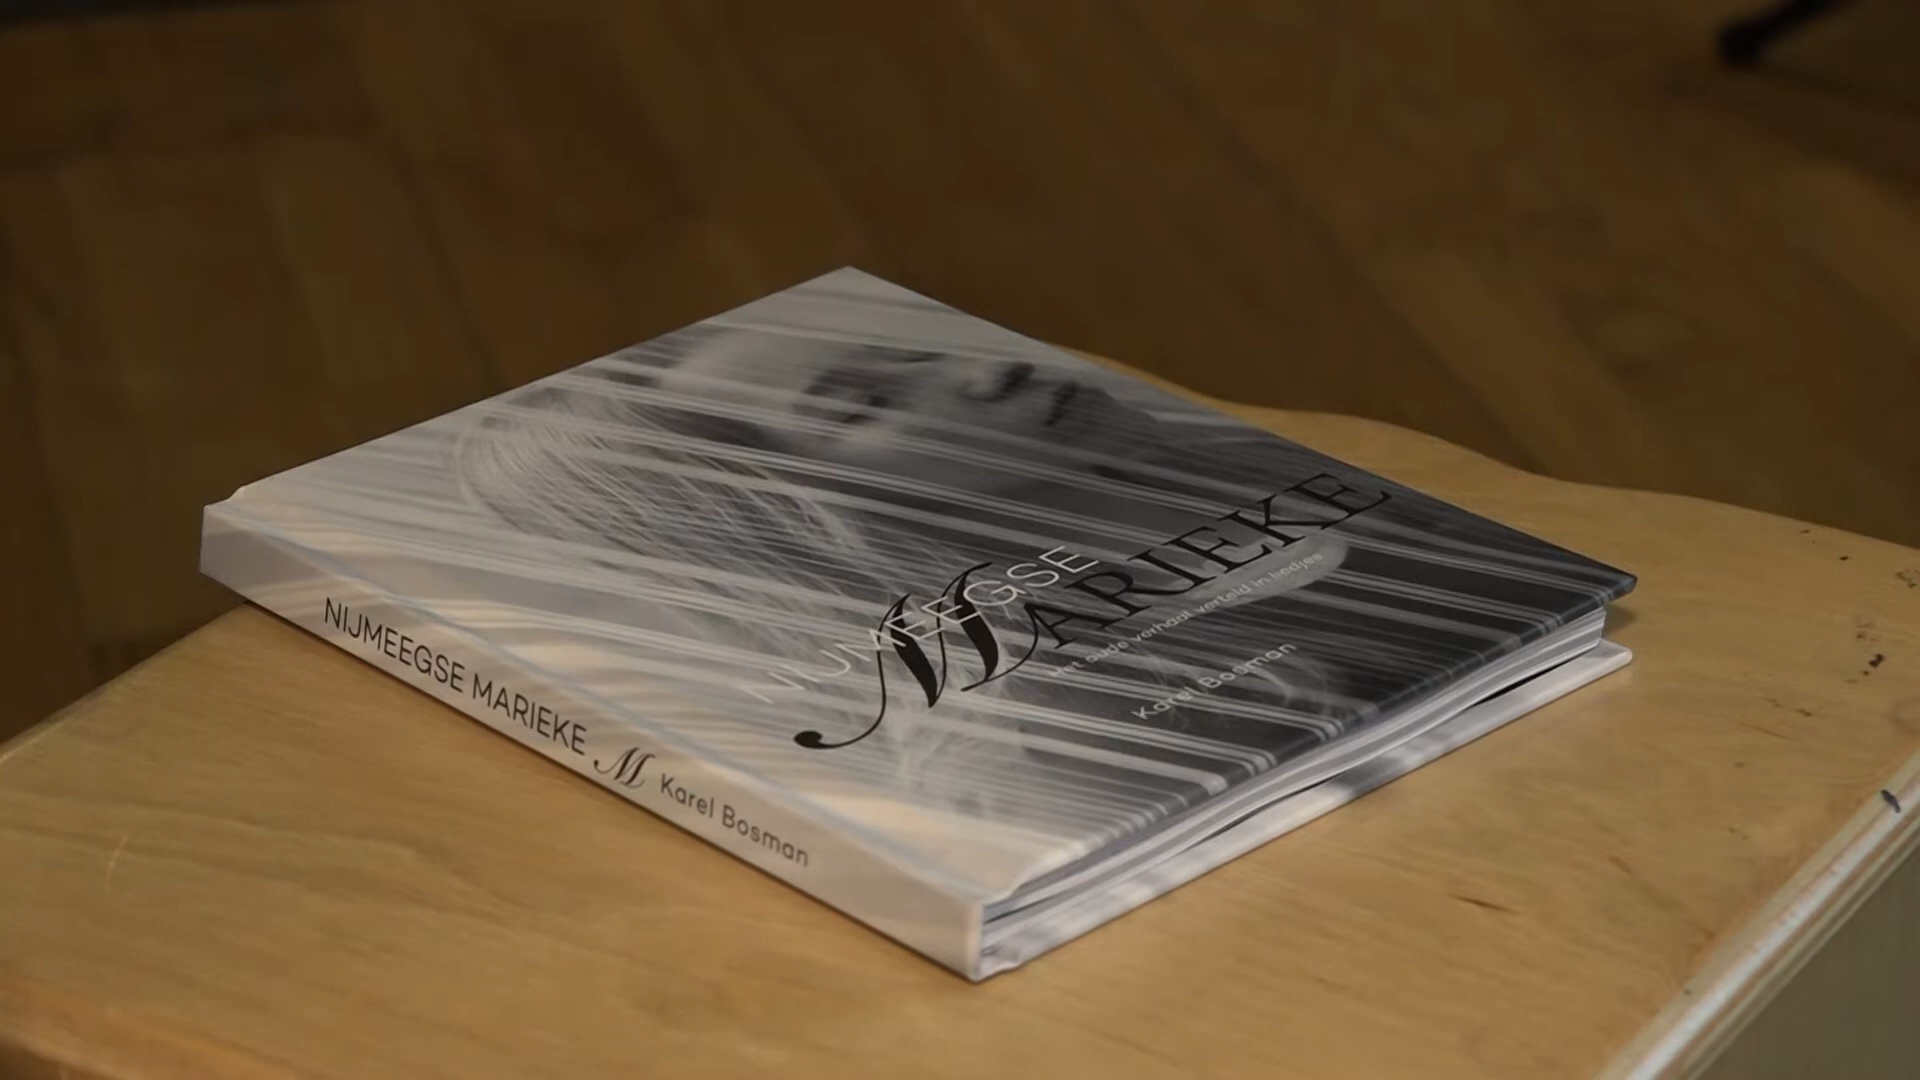 NIJMEEGSE
MARIEKE
Het oude verhaal verteld in liedjes
Karel Bosman
NIJMEEGSE MARIEKE M Karel Bosman